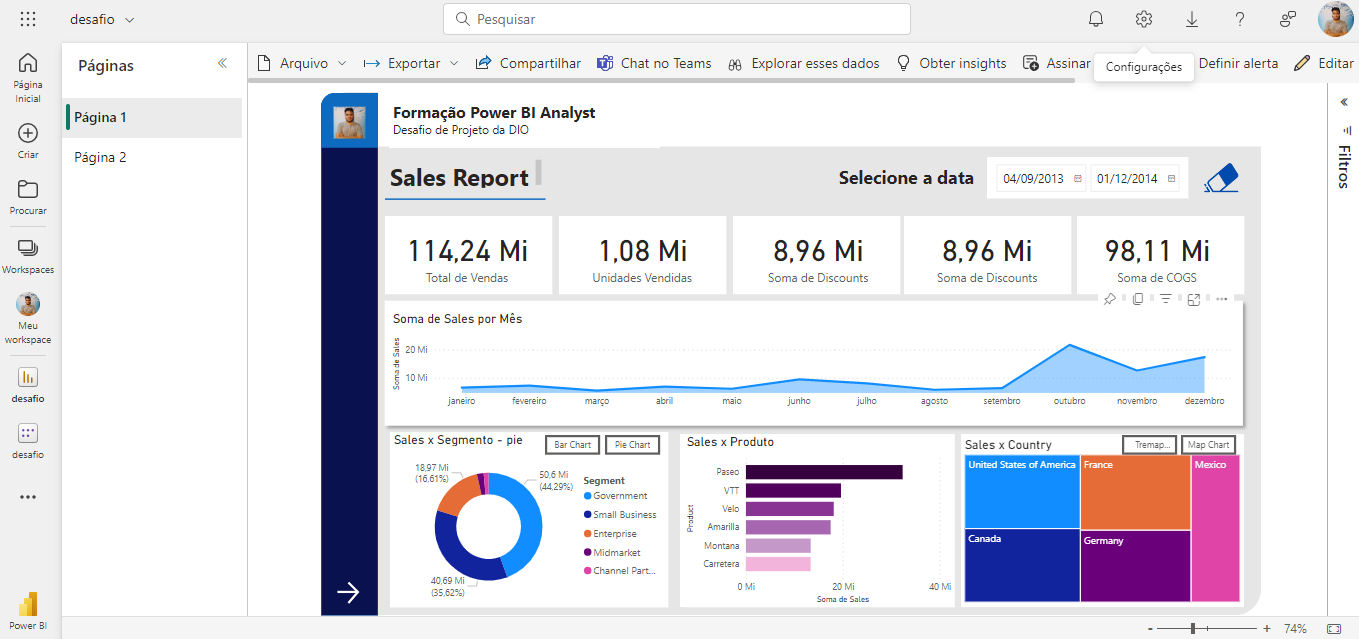 desafio
Pesquisar
Página
Inicial
Criar
Procurar
Workspaces
Meu
workspace
desafio
desafio
Power BI
Páginas
Página 1
Página 2
Arquivo
Exportar
Compartilhar
Chat no Teams
Explorar esses dados
Obter insights
Assinar
Configurações
Definir alerta
Editar
Filtros
Formação Power BI Analyst
Desafio de Projeto da DIO
Sales Report
Selecione a data
04/09/2013
01/12/2014
114,24 Mi
Total de Vendas
1,08 Mi
Unidades Vendidas
8,96 Mi
Soma de Discounts
8,96 Mi
Soma de Discounts
98,11 Mi
Soma de COGS
Soma de Sales por Mês
Soma de Sales
20 Mi
10 Mi
janeiro fevereiro março abril maio junho julho agosto setembro outubro novembro dezembro
Sales x Segmento - pie
Bar Chart
Pie Chart
18,97 Mi
(16,61%)
50,6 Mi
(44,29%)
40,69 Mi
(35,62%)
Segment
Government
Small Business
Enterprise
Midmarket
Channel Part...
Sales x Produto
Product
Paseo
VTT
Velo
Amarilla
Montana
Carretera
0 Mi 20 Mi 40 Mi
Soma de Sales
Sales x Country
Tremap...
Map Chart
United States of America
France
Mexico
Canada
Germany
- + 74%